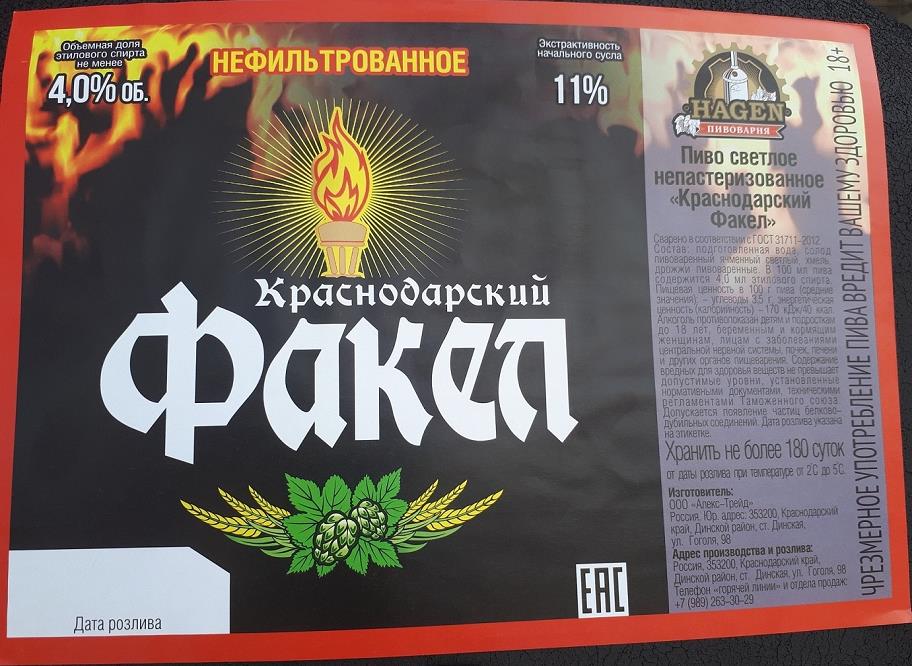 Объемная доля
этилового спирта
не менее
4,0% ОБ.
НЕФИЛЬТРОВАННОЕ
Экстрактивность
начального сусла
11%
Краснодарский
Факел
Дата розлива
EAC
HAGEN
ПИВОВАРНЯ
Пиво светлое
непастеризованное
«Краснодарский
Факел»
Сварено в соответствии с ГОСТ 31711-2012
Состав: подготовленная вода, солод
пивоваренный ячменный светлый, хмель,
дрожжи пивоваренные. В 100 мл пива
содержится 4,0 мл этилового спирта.
Пищевая ценность в 100 г пива (средние
значения): – углеводы 3,5 г, энергетическая
ценность (калорийность) – 170 кДж/40 ккал.
Алкоголь противопоказан детям и подросткам
до 18 лет, беременным и кормящим
женщинам, лицам с заболеваниями
центральной нервной системы, почек, печени
и других органов пищеварения. Содержание
вредных для здоровья веществ не превышает
допустимые уровни, установленные
нормативными документами, техническими
регламентами Таможенного союза.
Допускается появление частиц белково-
дубильных соединений. Дата розлива указана
на этикетке.
Хранить не более 180 суток
от даты розлива при температуре от 2С до 5С.
Изготовитель:
ООО «Алекс-Трейд»
Россия. Юр. адрес: 353200, Краснодарский
край, Динской район, ст. Динская,
ул. Гоголя, 98
Адрес производства и розлива:
Россия, 353200, Краснодарский край,
Динской район, ст. Динская, ул. Гоголя, 98
Телефон «горячей линии» и отдела продаж:
+7 (989) 263-30-29
ЧРЕЗМЕРНОЕ УПОТРЕБЛЕНИЕ ПИВА ВРЕДИТ ВАШЕМУ ЗДОРОВЬЮ 18+